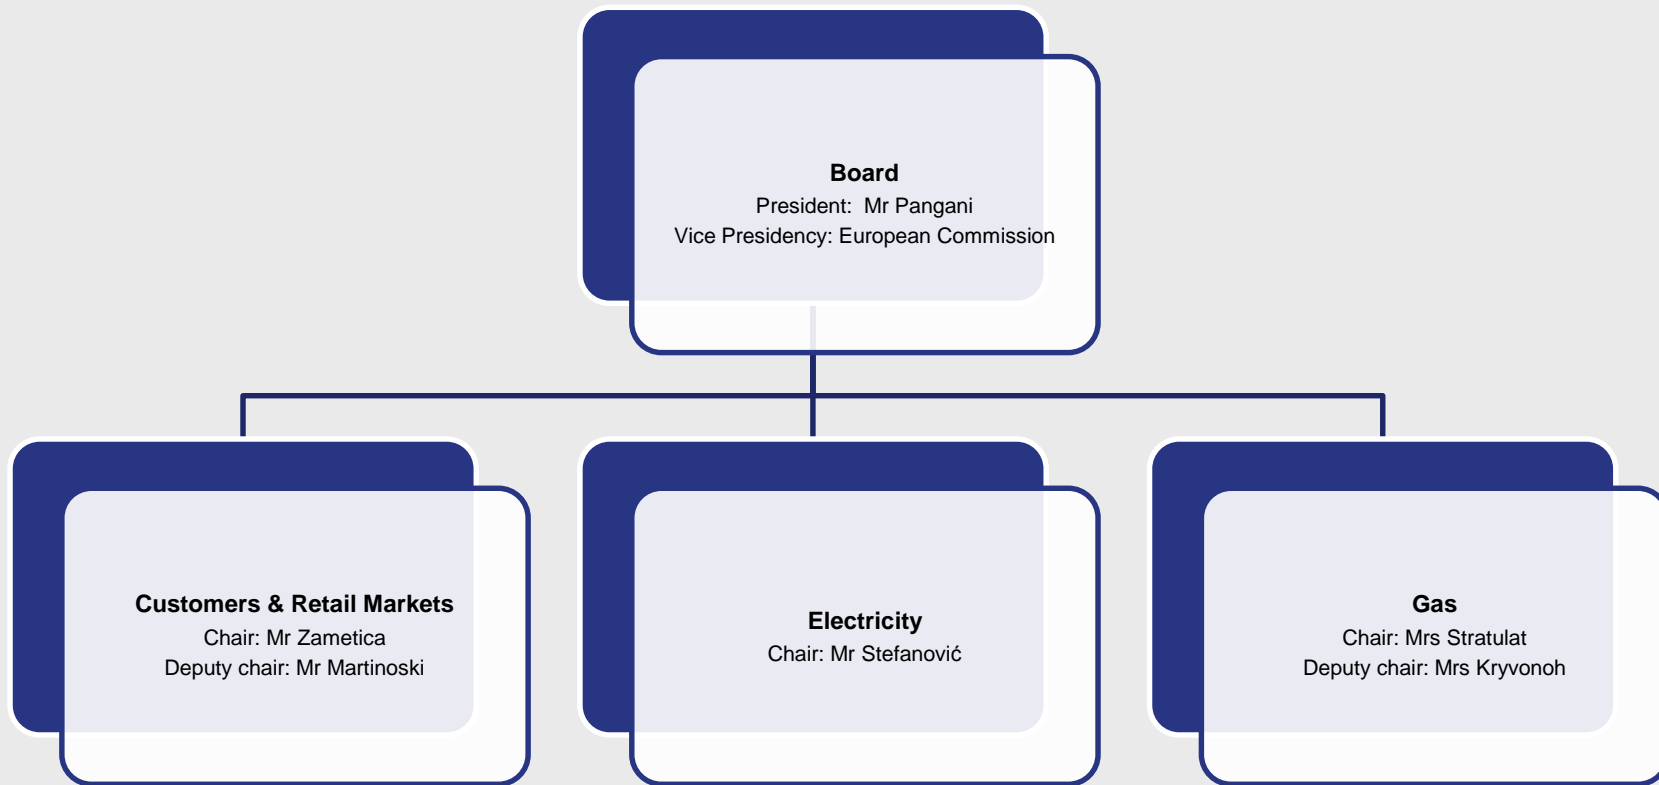 Board
President:  Mr Pangani
Vice Presidency: European Commission
Customers & Retail Markets
Chair: Mr Zametica
Deputy chair: Mr Martinoski
Electricity
Chair: Mr Stefanović
Gas
Chair: Mrs Stratulat
Deputy chair: Mrs Kryvonoh